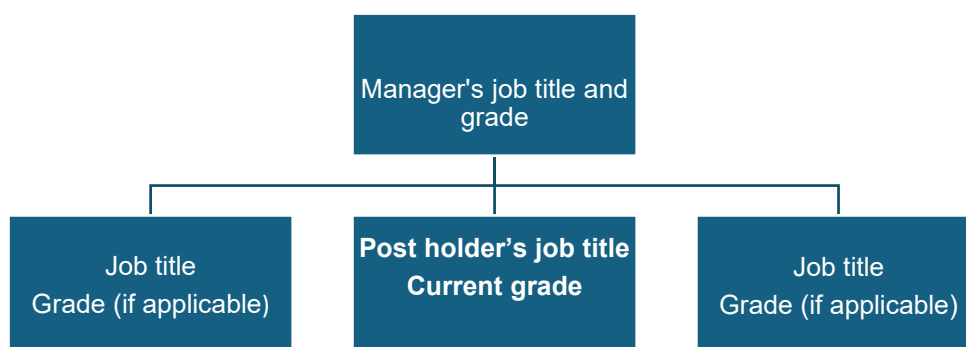 Manager's job title and
grade
Job title
Grade (if applicable)
Post holder’s job title
Current grade
Job title
Grade (if applicable)